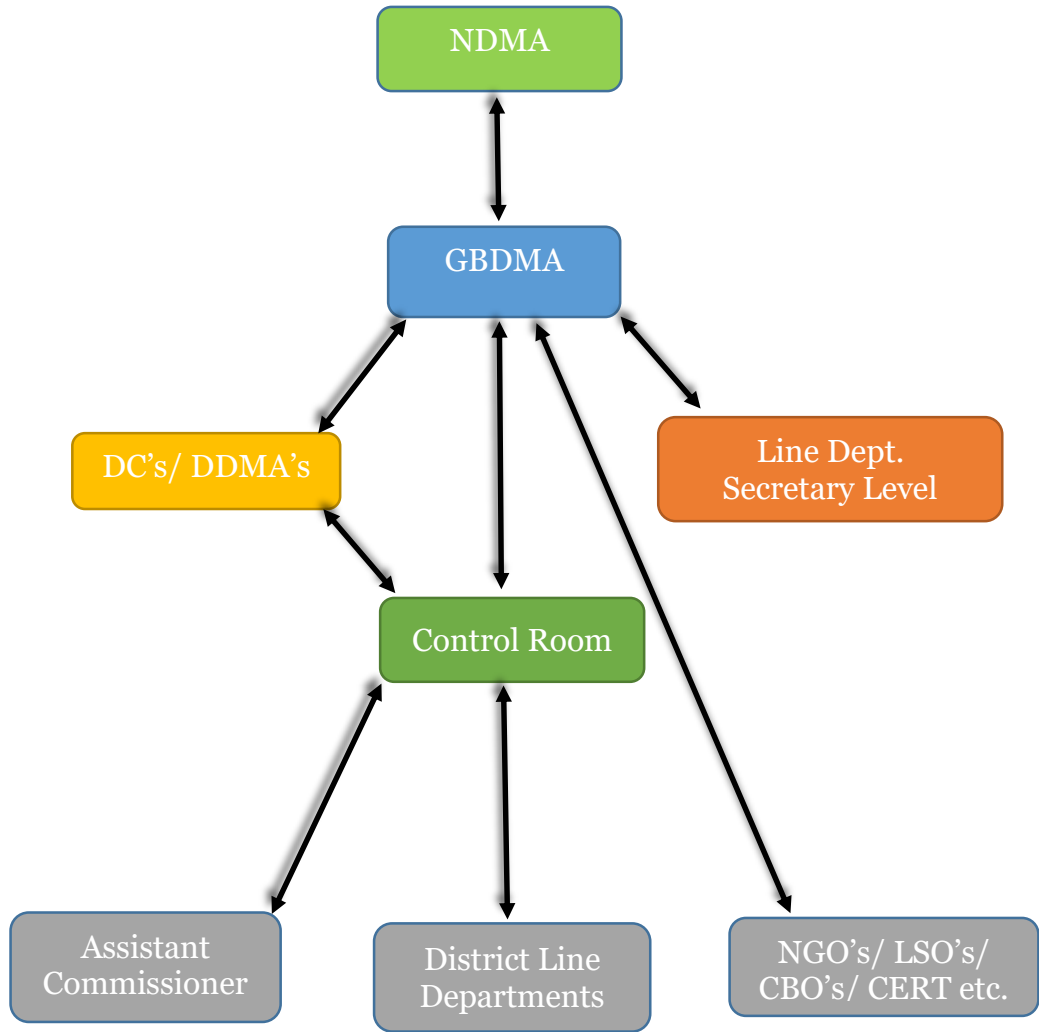 NDMA
GBDMA
DC’s/ DDMA’s
Line Dept.
Secretary Level
Control Room
Assistant
Commissioner
District Line
Departments
NGO’s/ LSO’s/
CBO’s/ CERT etc.